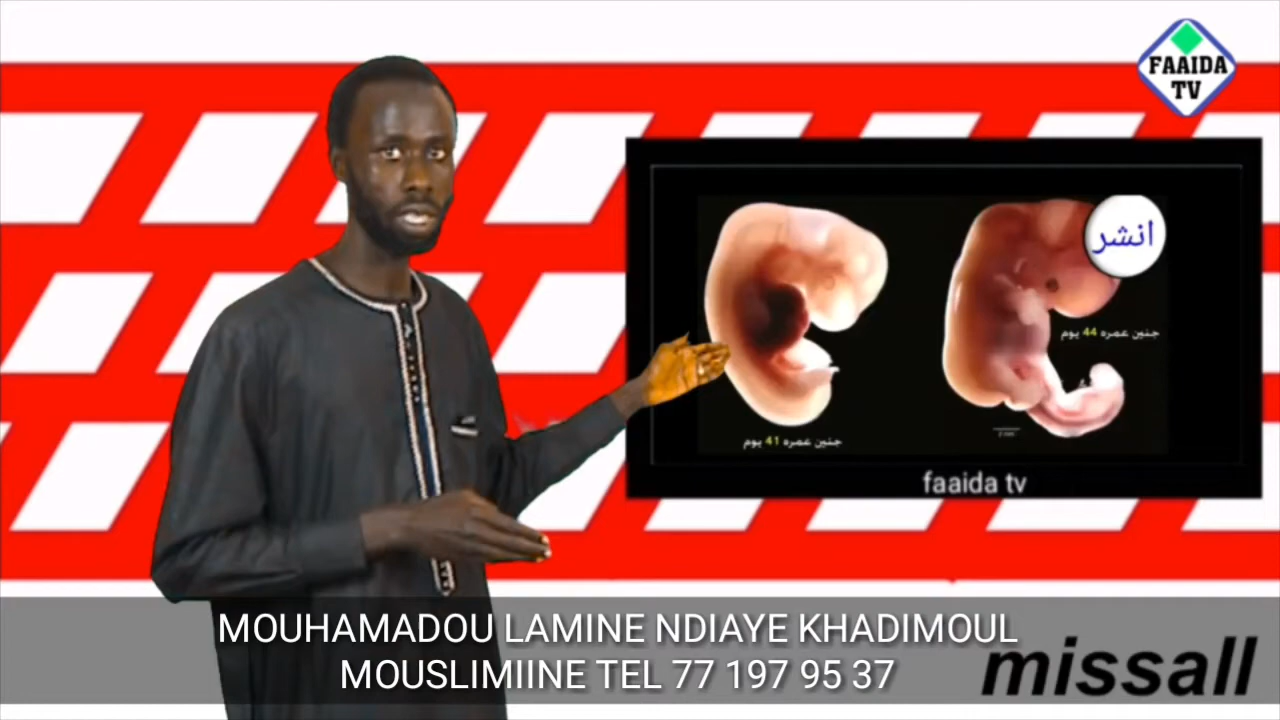 FAAIDA
TV
انشر
جنين عمره 44 يوم
جنين عمره 41 يوم
faaida tv
MOUHAMADOU LAMINE NDIAYE KHADIMOUL
MOUSLIMIINE TEL 77 197 95 37
missall